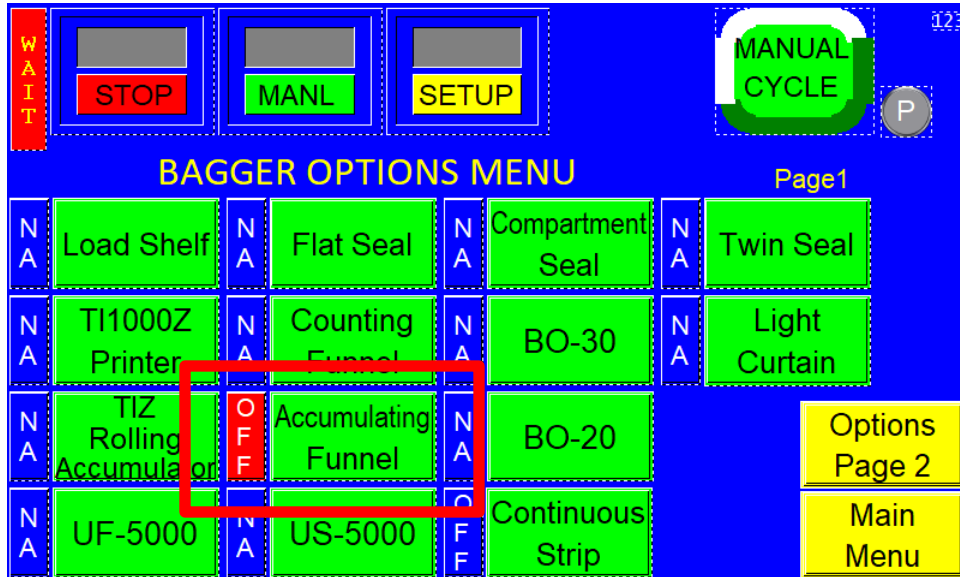 WAIT
STOP
MANL
SETUP
MANUAL
CYCLE
123
P
BAGGER OPTIONS MENU
Page1
NA
Load Shelf
NA
Flat Seal
NA
Compartment
Seal
NA
Twin Seal
NA
TI1000Z
Printer
NA
Counting
Funnel
NA
BO-30
NA
Light
Curtain
NA
TIZ
Rolling
Accumulator
OFF
Accumulating
Funnel
NA
BO-20
Options
Page 2
NA
UF-5000
NA
US-5000
OFF
Continuous
Strip
Main
Menu